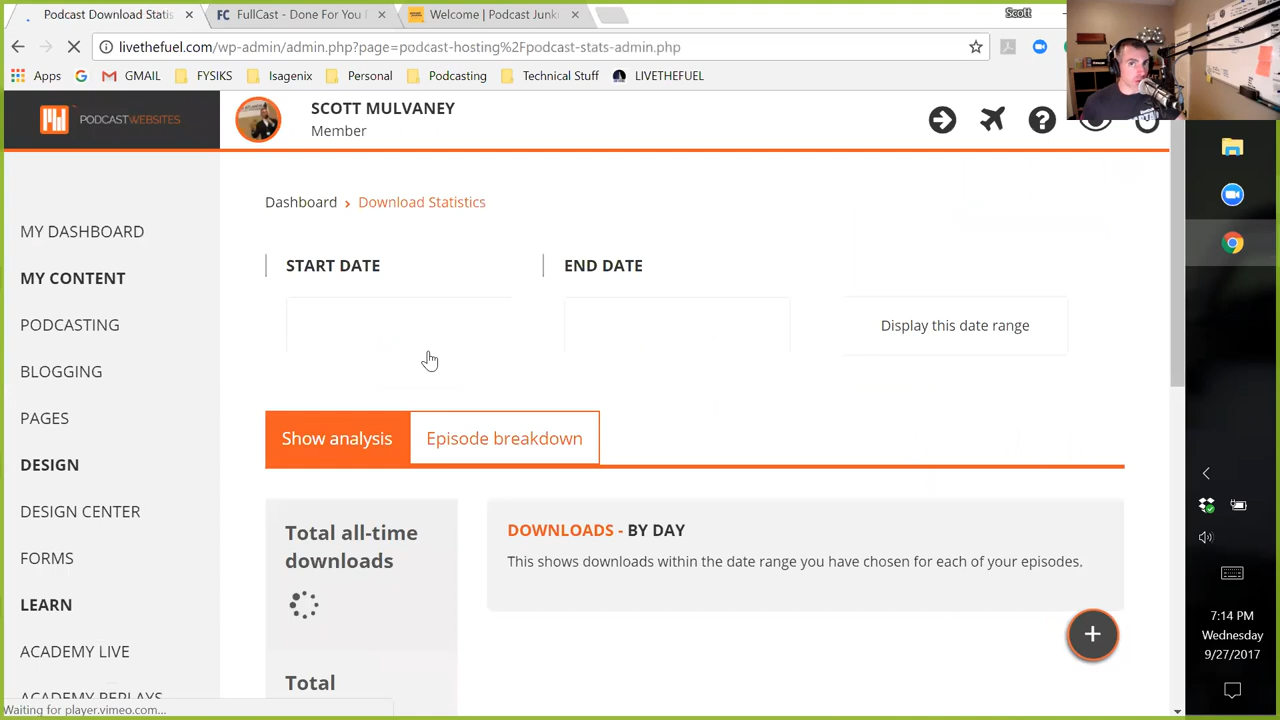 Podcast Download Statis
FullCast - Done For You F
Welcome | Podcast Junk
Scott
livethefuel.com/wp-admin/admin.php?page=podcast-hosting%2Fpodcast-stats-admin.php
Apps
GMAIL
FYSIKS
Isagenix
Personal
Podcasting
Technical Stuff
LIVETHEFUEL
PODCASTWEBSITES
SCOTT MULVANEY
Member
MY DASHBOARD
MY CONTENT
PODCASTING
BLOGGING
PAGES
DESIGN
DESIGN CENTER
FORMS
LEARN
ACADEMY LIVE
ACADEMY REPLAYS
Waiting for player.vimeo.com...
Dashboard › Download Statistics
START DATE
END DATE
Display this date range
Show analysis
Episode breakdown
Total all-time
downloads
Total
DOWNLOADS - BY DAY
This shows downloads within the date range you have chosen for each of your episodes.
7:14 PM
Wednesday
9/27/2017